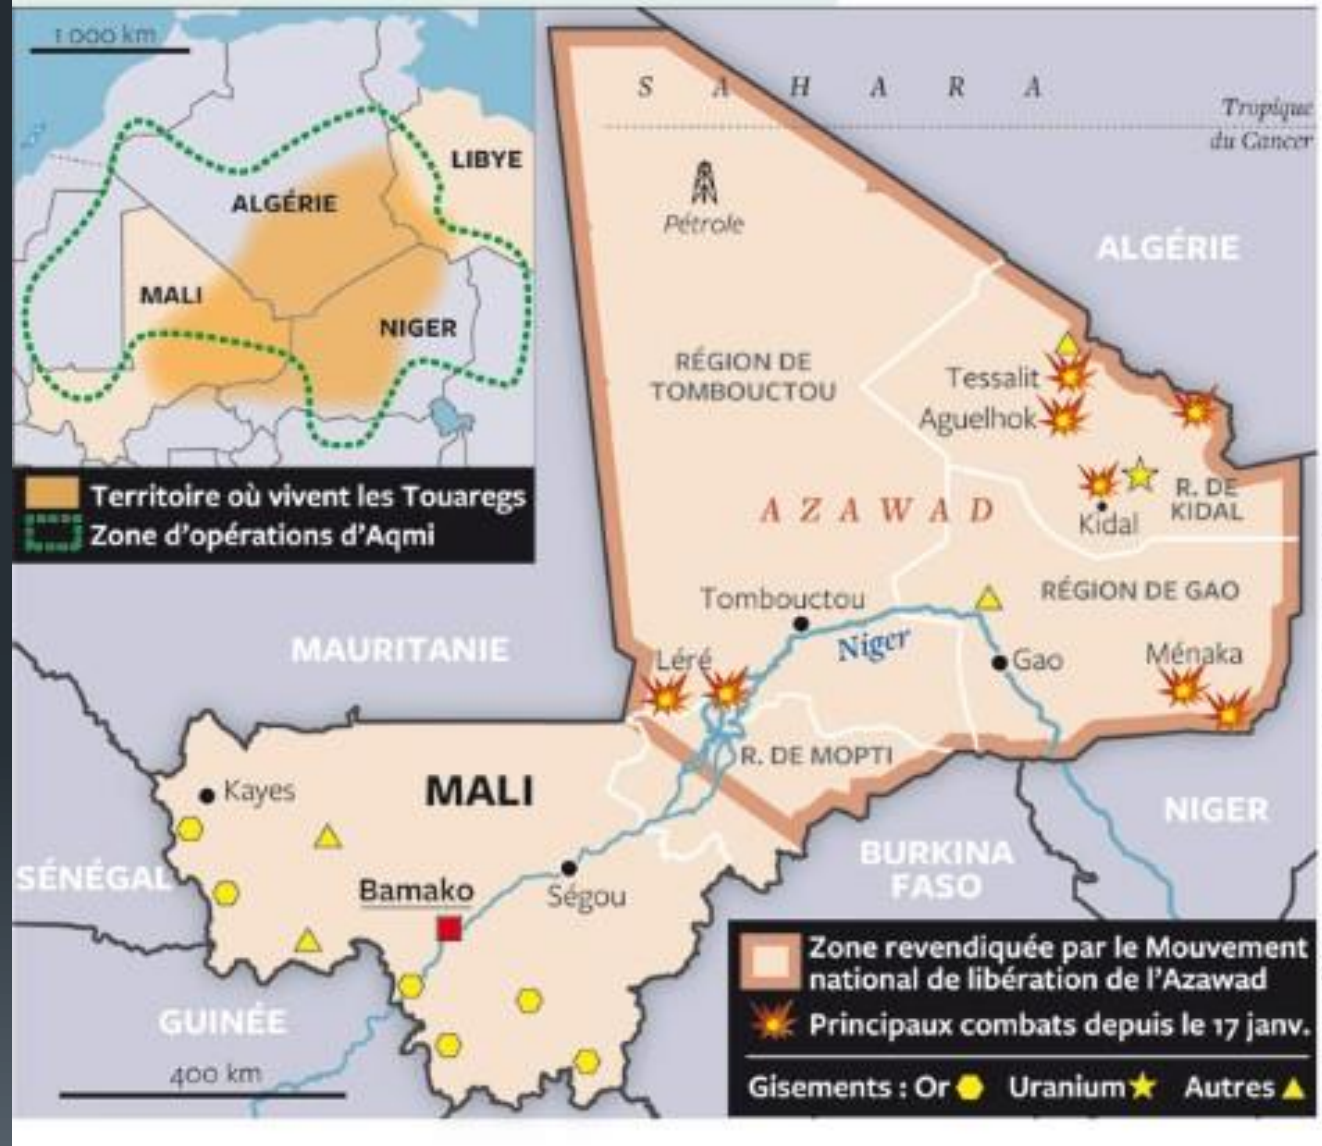 1 000 km
LIBYE
ALGÉRIE
MALI
NIGER
Territoire où vivent les Touaregs
Zone d'opérations d'Aqmi
S A H A R A
Tropique
du Cancer
Pétrole
ALGÉRIE
RÉGION DE
TOMBOUCTOU
Tessalit
Aguelhok
AZAWAD
R. DE
KIDAL
Kidal
RÉGION DE GAO
Tombouctou
Niger
Gao
Ménaka
Léré
MAURITANIE
R. DE MOPTI
MALI
Kayes
NIGER
SÉNÉGAL
BURKINA
FASO
Bamako
Ségou
GUINÉE
400 km
Zone revendiquée par le Mouvement
national de libération de l'Azawad
Principaux combats depuis le 17 janv.
Gisements : Or Uranium Autres